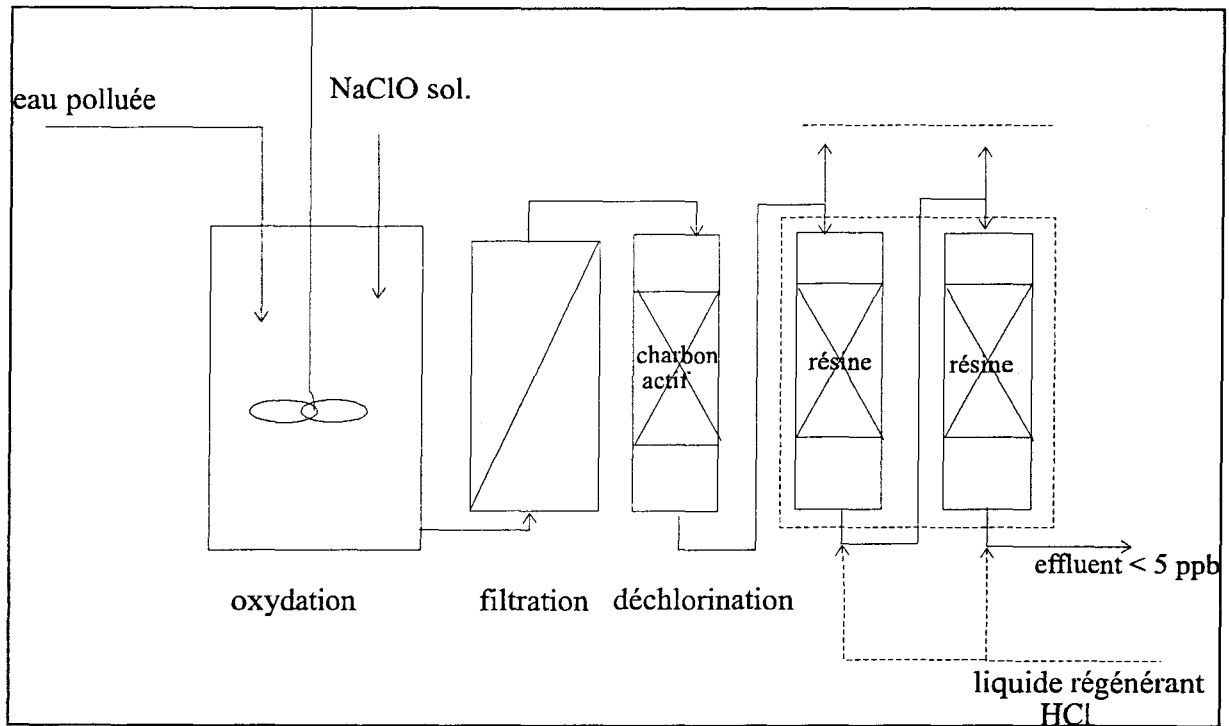 eau polluée
NaClO sol.
charbon
actif
résine
résine
effluent < 5 ppb
oxydation
filtration
déchlorination
liquide régénérant
HCl